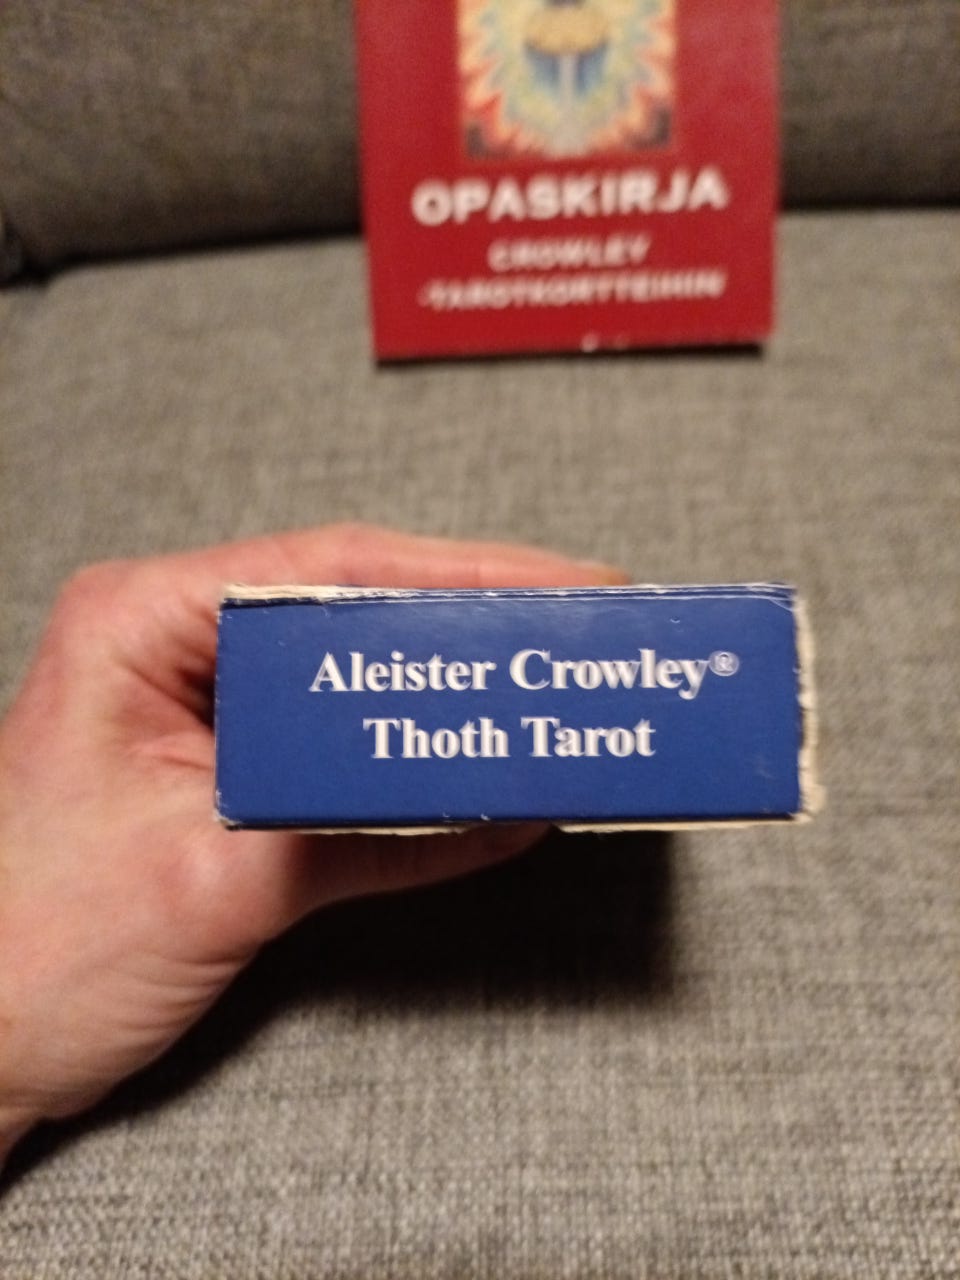 OPASKIRJA
CROWLEY
-TAROTKORTTEIHIN
Aleister Crowley®
Thoth Tarot